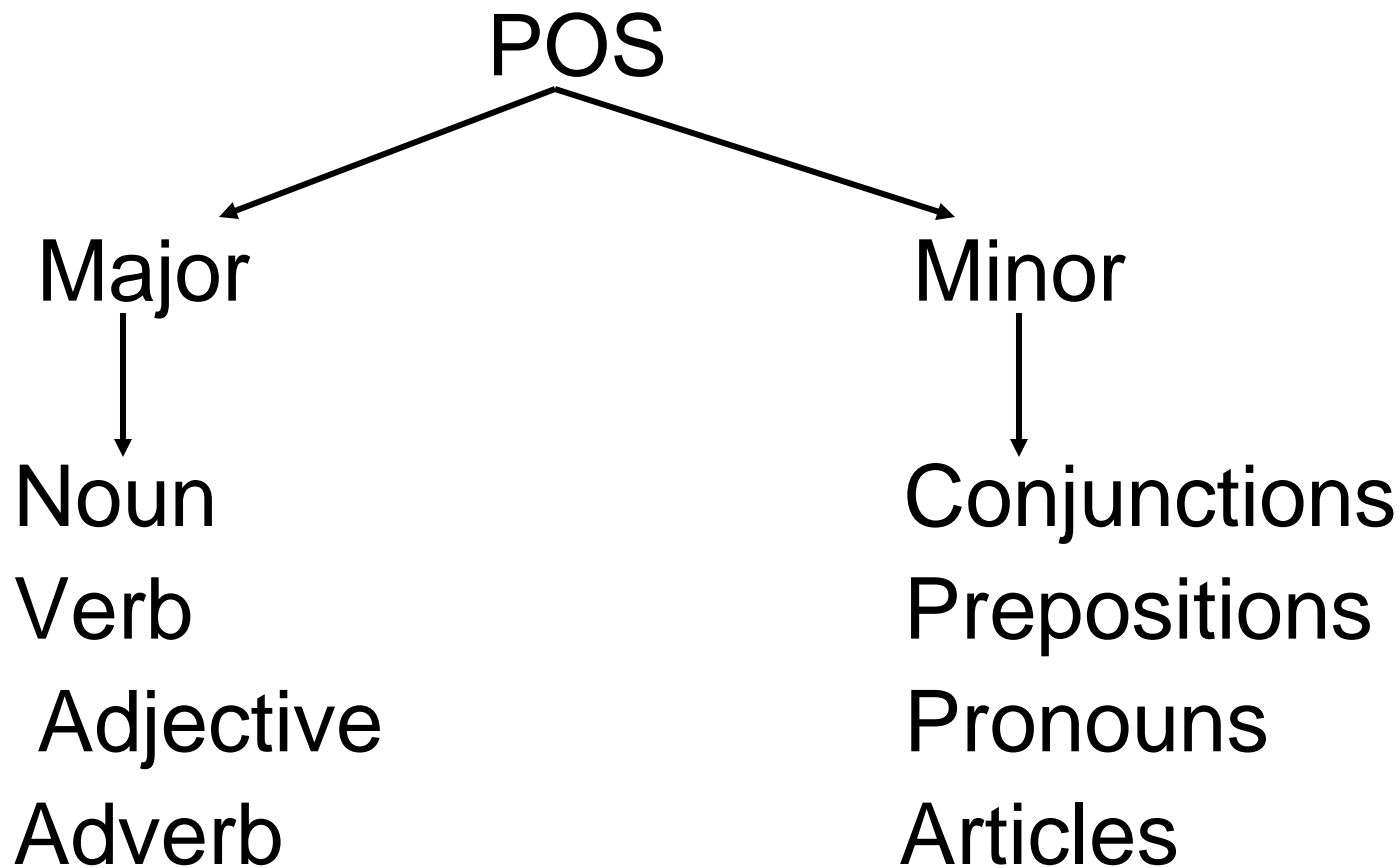 POS
Major Minor
Noun Conjunctions
Verb Prepositions
Adjective Pronouns
Adverb Articles